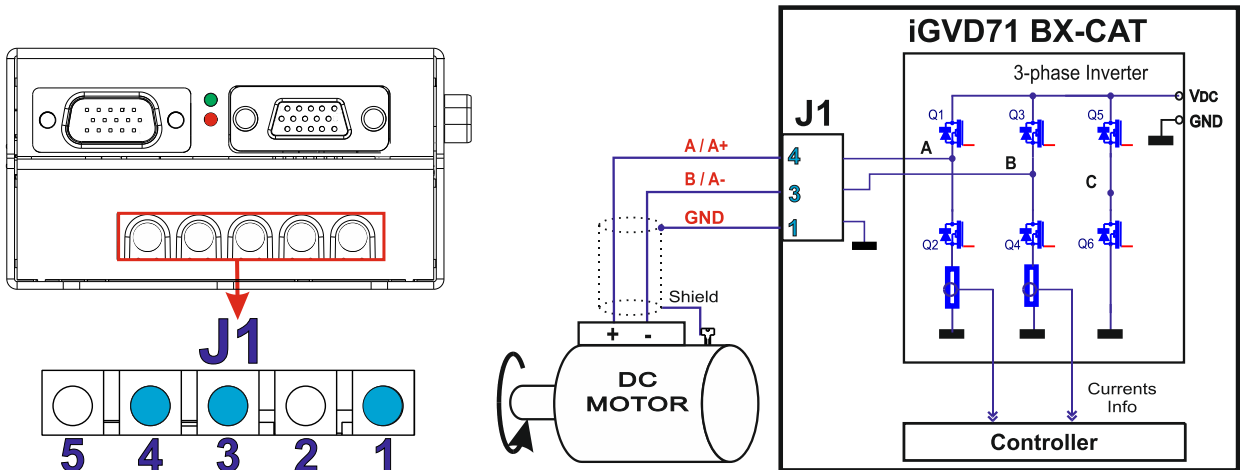 J1
5 4 3 2 1
iGVD71 BX-CAT
3-phase Inverter
VDC
GND
Q1
Q3
Q5
A
B
C
Q2
Q4
Q6
J1
A / A+
4
B / A-
3
GND
1
Shield
+ -
DC
MOTOR
Currents
Info
Controller